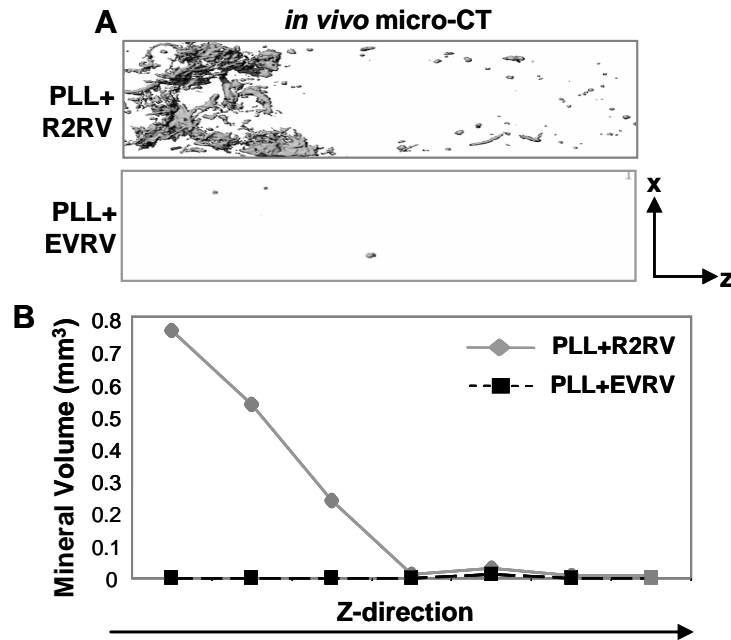 A
in vivo micro-CT
PLL+
R2RV
PLL+
EVRV
x
z
B
Mineral Volume (mm³)
0.8
0.7
0.6
0.5
0.4
0.3
0.2
0.1
0
PLL+R2RV
PLL+EVRV
Z-direction